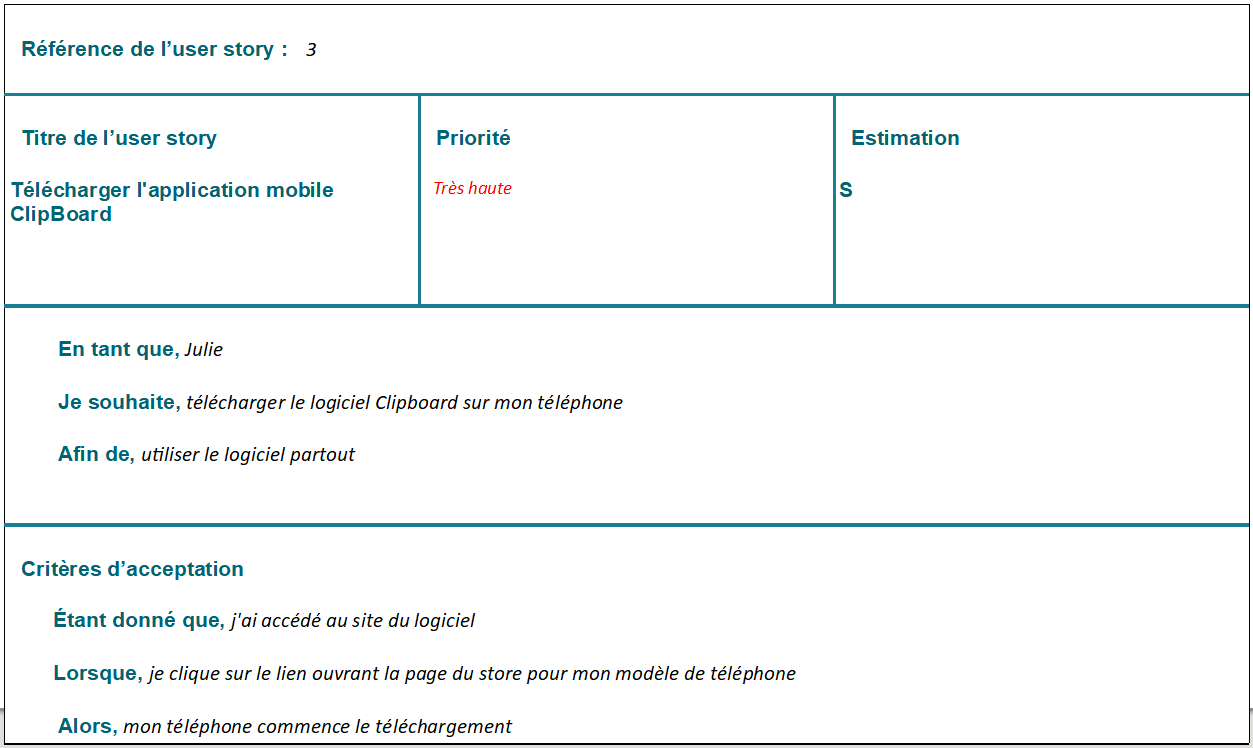 Référence de l’user story : 3
Titre de l’user story
Priorité
Estimation
Télécharger l'application mobile
ClipBoard
Très haute
S
En tant que, Julie
Je souhaite, télécharger le logiciel Clipboard sur mon téléphone
Afin de, utiliser le logiciel partout
Critères d’acceptation
Étant donné que, j'ai accédé au site du logiciel
Lorsque, je clique sur le lien ouvrant la page du store pour mon modèle de téléphone
Alors, mon téléphone commence le téléchargement